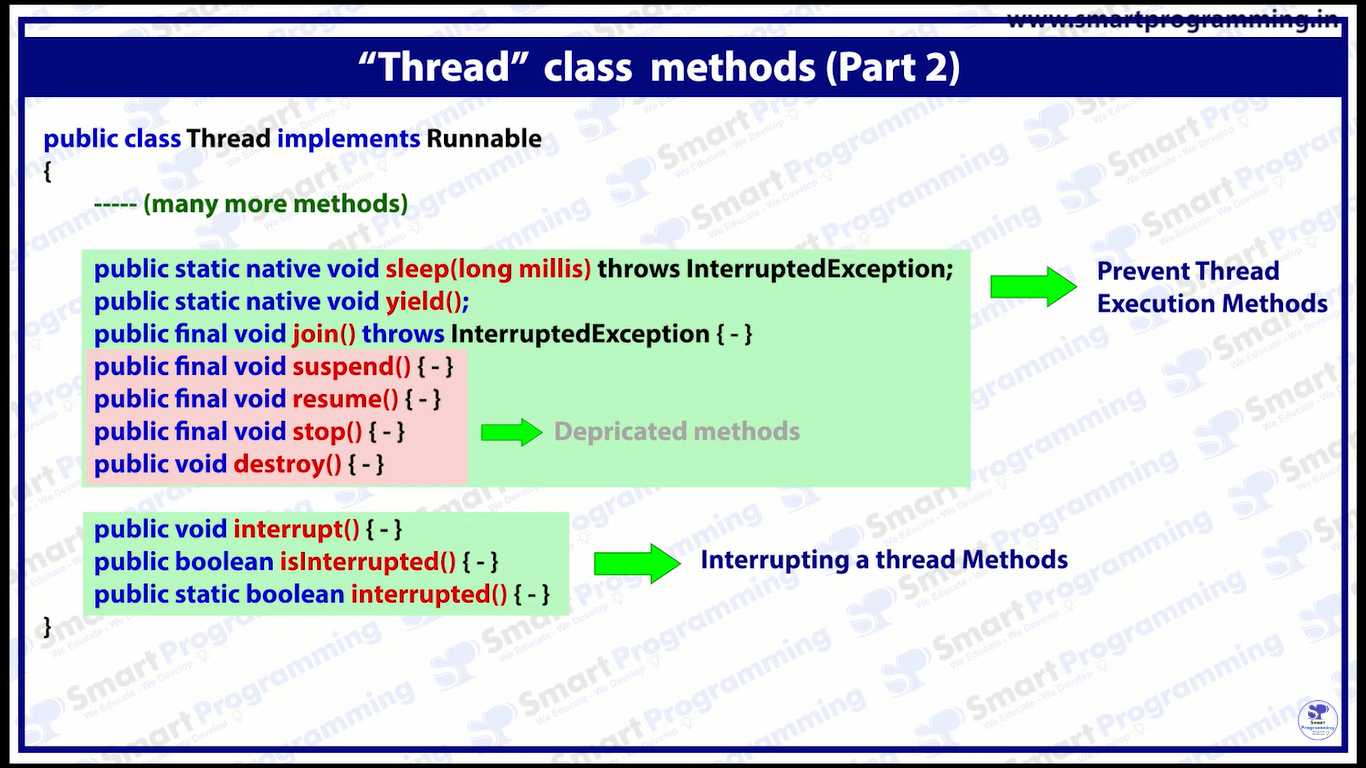 www.smartprogramming.in
“Thread” class methods (Part 2)
public class Thread implements Runnable
{
----- (many more methods)
public static native void sleep(long millis) throws InterruptedException;
public static native void yield();
public final void join() throws InterruptedException { - }
public final void suspend() { - }
public final void resume() { - }
public final void stop() { - }
public void destroy() { - }
Prevent Thread
Execution Methods
Depricated methods
public void interrupt() { - }
public boolean isInterrupted() { - }
public static boolean interrupted() { - }
Interrupting a thread Methods
}
Smart Programming
We Educate - We Develop